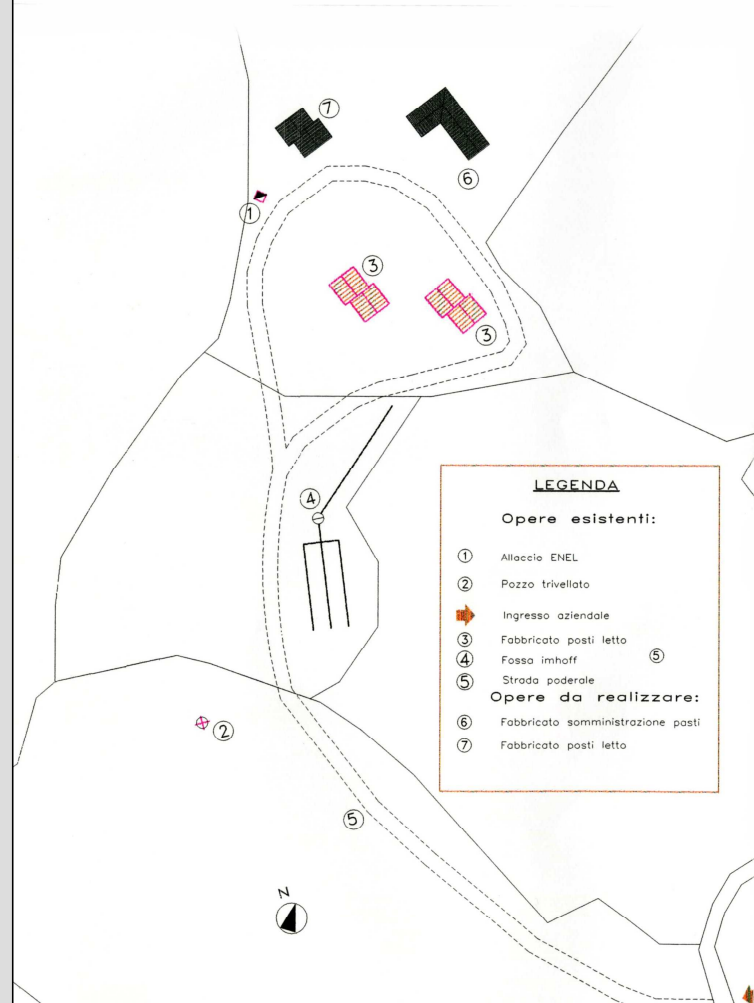 7
6
1
3
3
4
LEGENDA
Opere esistenti:
1 Allaccio ENEL
2 Pozzo trivellato
Ingresso aziendale
3 Fabbricato posti letto
4 Fossa imhoff 5
5 Strada poderale
Opere da realizzare:
6 Fabbricato somministrazione pasti
7 Fabbricato posti letto
2
5
N